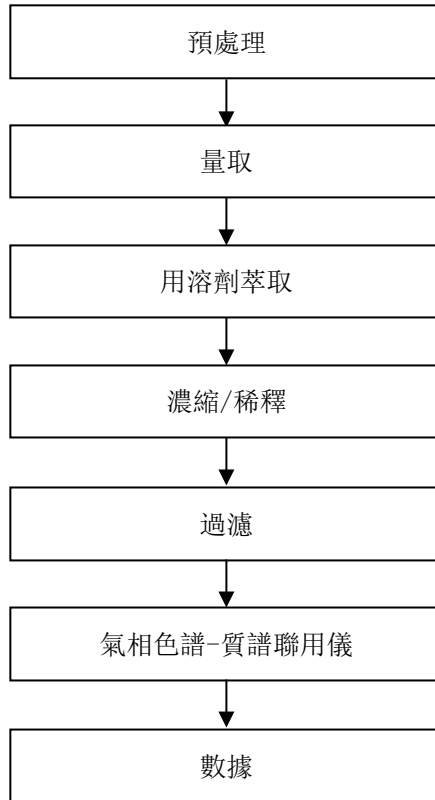 預處理
量取
用溶劑萃取
濃縮/稀釋
過濾
氣相色譜-質譜聯用儀
數據